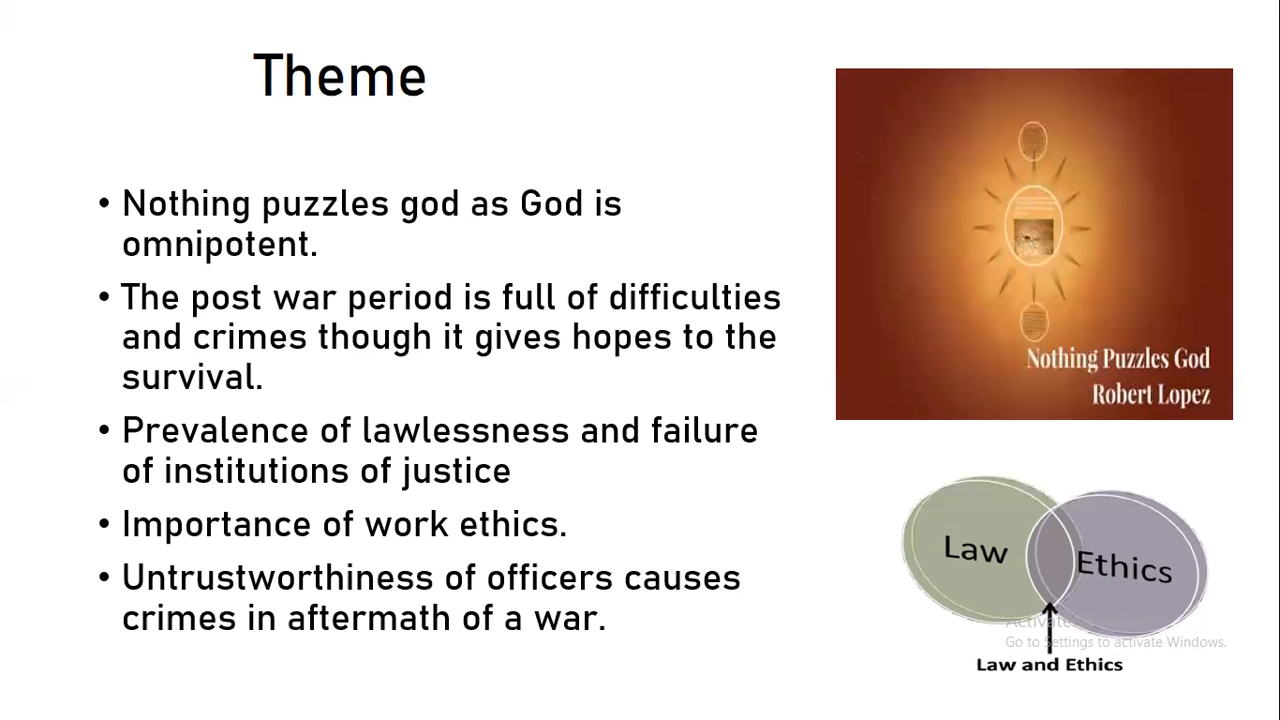 Theme
• Nothing puzzles god as God is
omnipotent.
• The post war period is full of difficulties
and crimes though it gives hopes to the
survival.
• Prevalence of lawlessness and failure
of institutions of justice
• Importance of work ethics.
• Untrustworthiness of officers causes
crimes in aftermath of a war.
Nothing Puzzles God
Robert Lopez
Law
Ethics
Activate
Go to Settings to activate Windows.
Law and Ethics